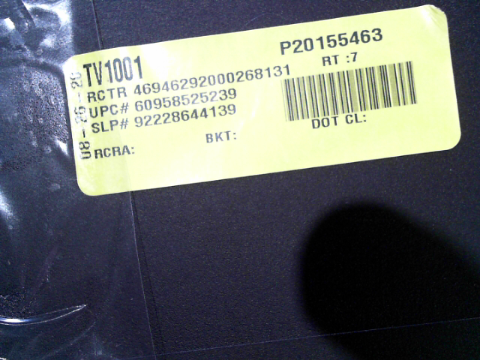 P20155463
TV1001
RT :7
RCTR 46946292000268131
UPC# 60958525239
SLP# 92228644139
BKT:
DOT CL:
RCRA: